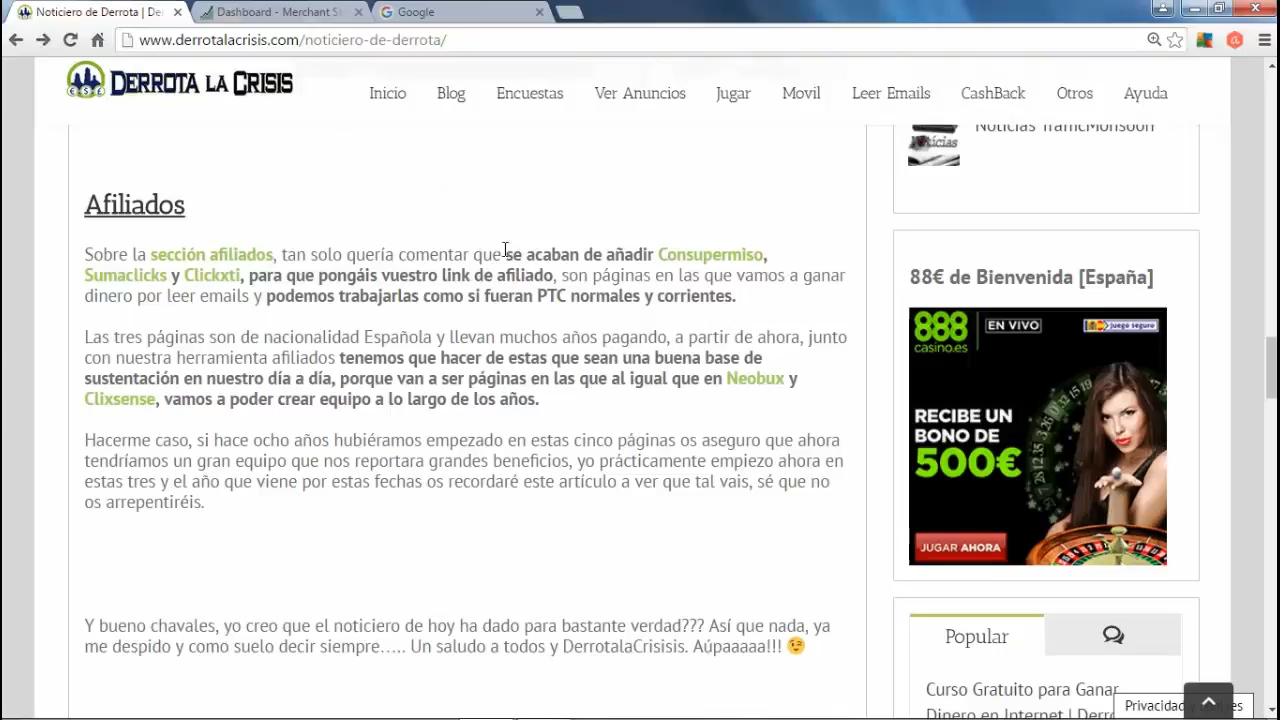 Noticiero de Derrota | De
Dashboard - Merchant S
Google
www.derrotalacrisis.com/noticiero-de-derrota/
DERROTA LA CRISIS
Inicio Blog Encuestas Ver Anuncios Jugar Movil Leer Emails CashBack Otros Ayuda
Noticias TrafficMonsoon
Noticias
Afiliados
Sobre la sección afiliados, tan solo quería comentar que se acaban de añadir Consupermiso,
Sumaclicks y Clickxti, para que pongáis vuestro link de afiliado, son páginas en las que vamos a ganar
dinero por leer emails y podemos trabajarlas como si fueran PTC normales y corrientes.
Las tres páginas son de nacionalidad Española y llevan muchos años pagando, a partir de ahora, junto
con nuestra herramienta afiliados tenemos que hacer de estas que sean una buena base de
sustentación en nuestro día a día, porque van a ser páginas en las que al igual que en Neobux y
Clixsense, vamos a poder crear equipo a lo largo de los años.
Hacerme caso, si hace ocho años hubiéramos empezado en estas cinco páginas os aseguro que ahora
tendríamos un gran equipo que nos reportara grandes beneficios, yo prácticamente empiezo ahora en
estas tres y el año que viene por estas fechas os recordaré este artículo a ver que tal vais, sé que no
os arrepentiréis.
Y bueno chavales, yo creo que el noticiero de hoy ha dado para bastante verdad??? Así que nada, ya
me despido y como suelo decir siempre….. Un saludo a todos y DerrotalaCrisisis. Aúpaaaaa!!! 😉
88€ de Bienvenida [España]
888 EN VIVO juego seguro
casino.es
RECIBE UN
BONO DE
500€
JUGAR AHORA
Popular
Curso Gratuito para Ganar
Dinero en Internet | Derro
Privacidad y cookies